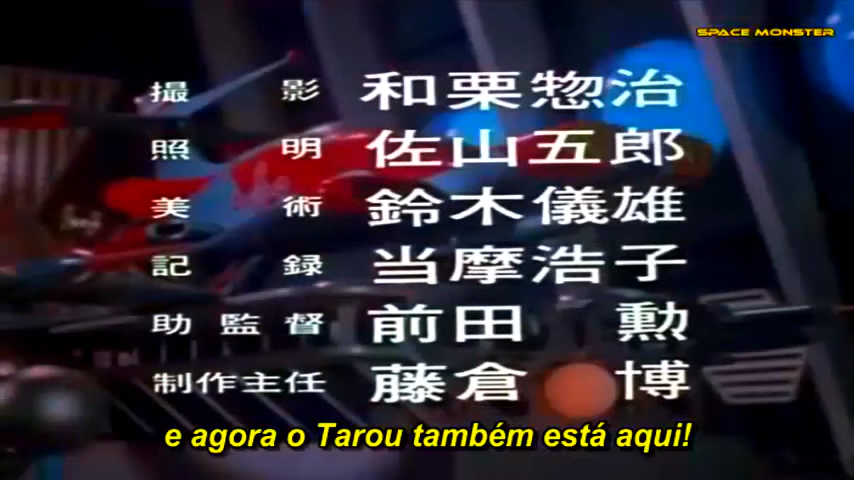 SPACE MONSTER
撮影 和栗惣治
照明 佐山五郎
美術 鈴木儀雄
記録 当摩浩子
助監督 前田勲
制作主任 藤倉博
e agora o Tarou também está aqui!